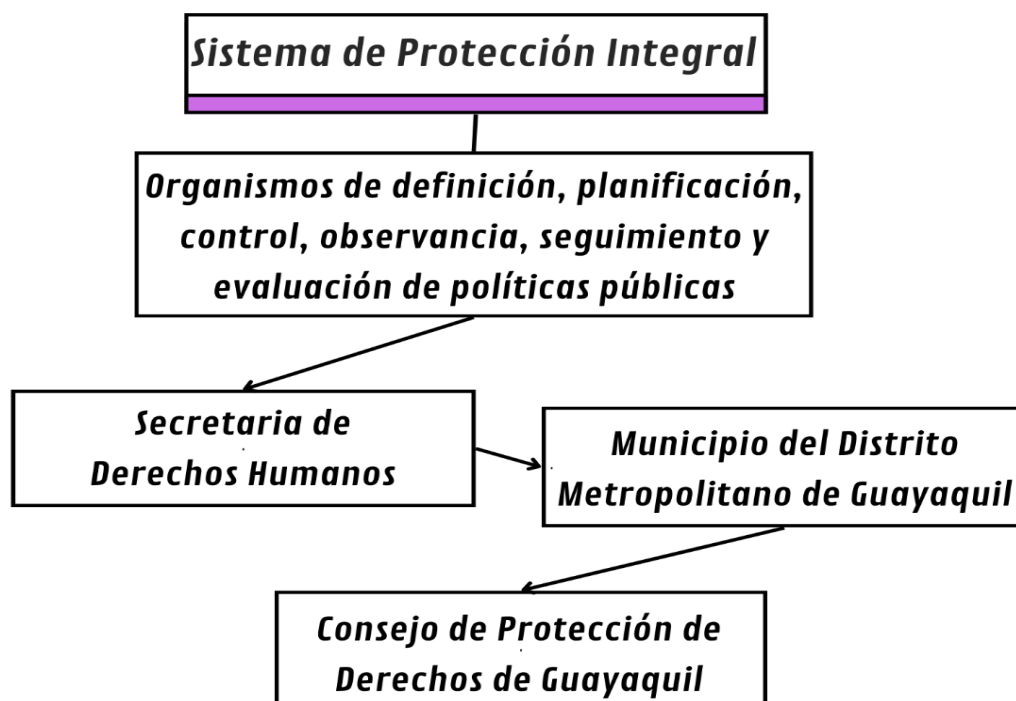 Sistema de Protección Integral
Organismos de definición, planificación,
control, observancia, seguimiento y
evaluación de políticas públicas
Secretaria de
Derechos Humanos
Municipio del Distrito
Metropolitano de Guayaquil
Consejo de Protección de
Derechos de Guayaquil